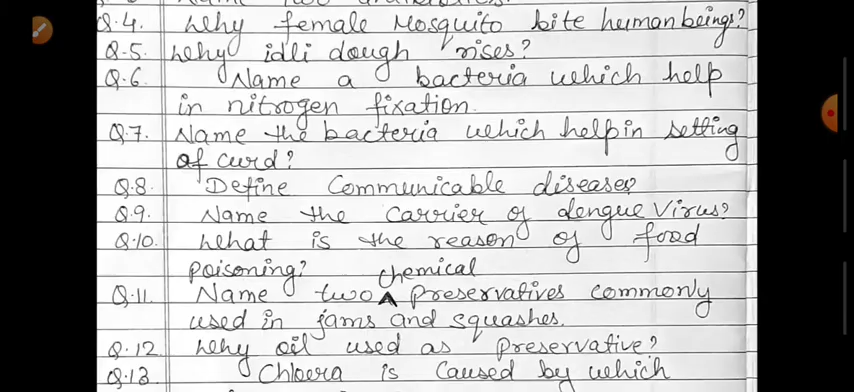 Q.4. Why female Mosquito bite human beings?
Q.5. Why idli dough rises?
Q.6 Name a bacteria which help
in nitrogen fixation.
Q.7 Name the bacteria which help in setting
of curd?
Q.8. Define Communicable diseases?
Q.9. Name the Carrier of dengue Virus?
Q.10. What is the reason of food
poisoning? chemical
Q.11. Name two ^ preservatives commonly
used in jams and squashes.
Q.12 Why oil used as preservative?
Q.13 Chloera is caused by which